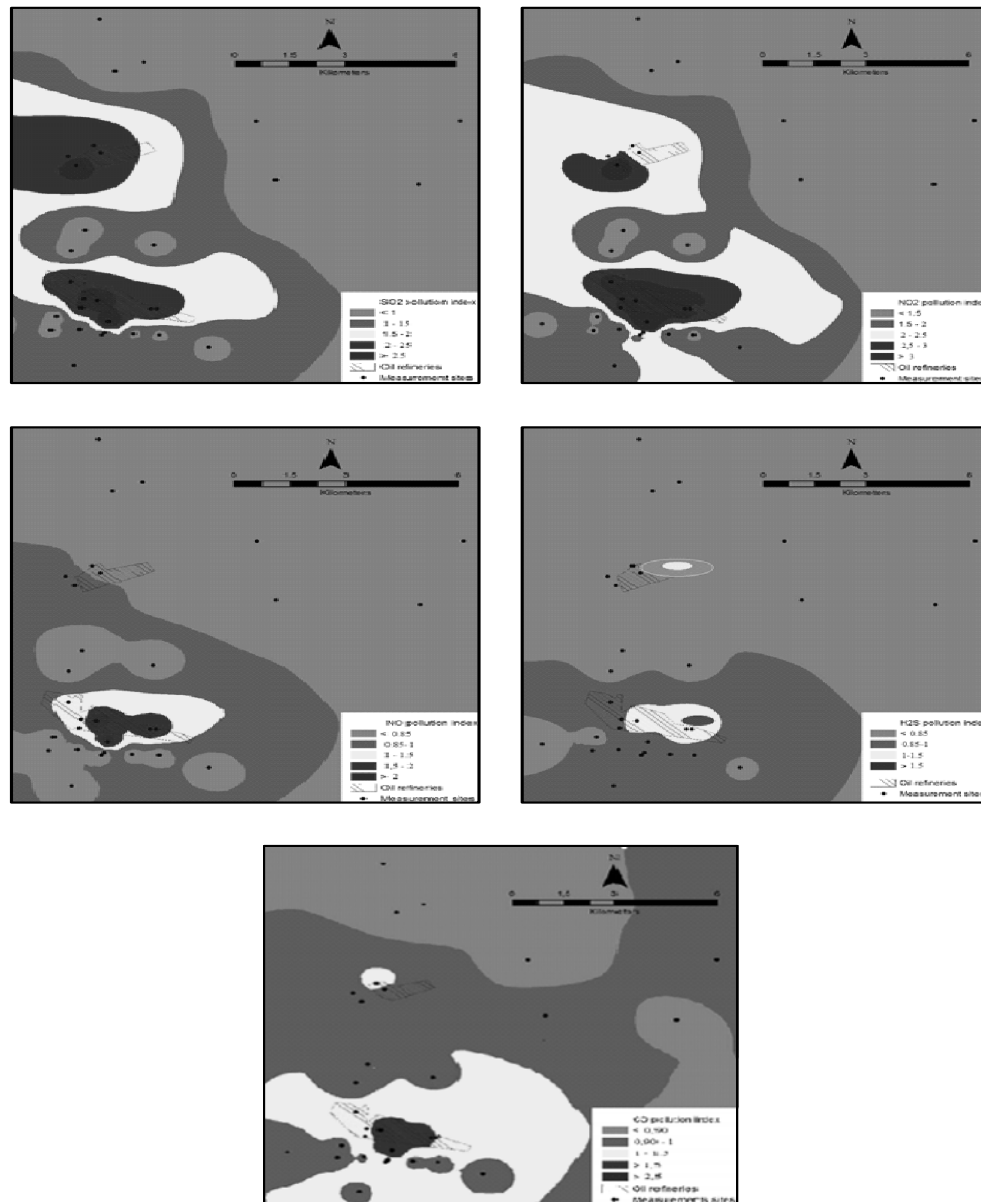 N
0 1.5 3 6
Kilometers
SO2 pollution index
< 1
1 - 1.5
1.5 - 2
2 - 2.5
> 2.5
Oil refineries
Measurement sites
N
0 1.5 3 6
Kilometers
NO2 pollution index
< 1.5
1.5 - 2
2 - 2.5
2,5 - 3
> 3
Oil refineries
Measurement sites
N
0 1.5 3 6
Kilometers
NO pollution index
< 0.85
0.85-1
1 - 1.5
1,5 - 2
> 2
Oil refineries
Measurement sites
N
0 1.5 3 6
Kilometers
H2S pollution index
< 0.85
0.85-1
1-1.5
> 1.5
Oil refineries
Measurement sites
N
0 1,5 3 6
Kilometers
pollution index
< 0,90
0,90 - 1
> 1,5
> 2,5
Oil refineries
Measurements sites